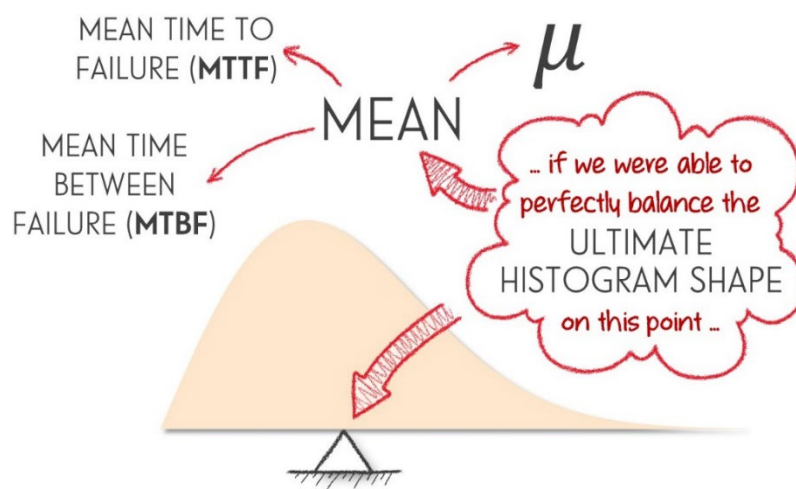 MEAN TIME TO
FAILURE (MTTF)
μ
MEAN
MEAN TIME
BETWEEN
FAILURE (MTBF)
... if we were able to
perfectly balance the
ULTIMATE
HISTOGRAM SHAPE
on this point ...